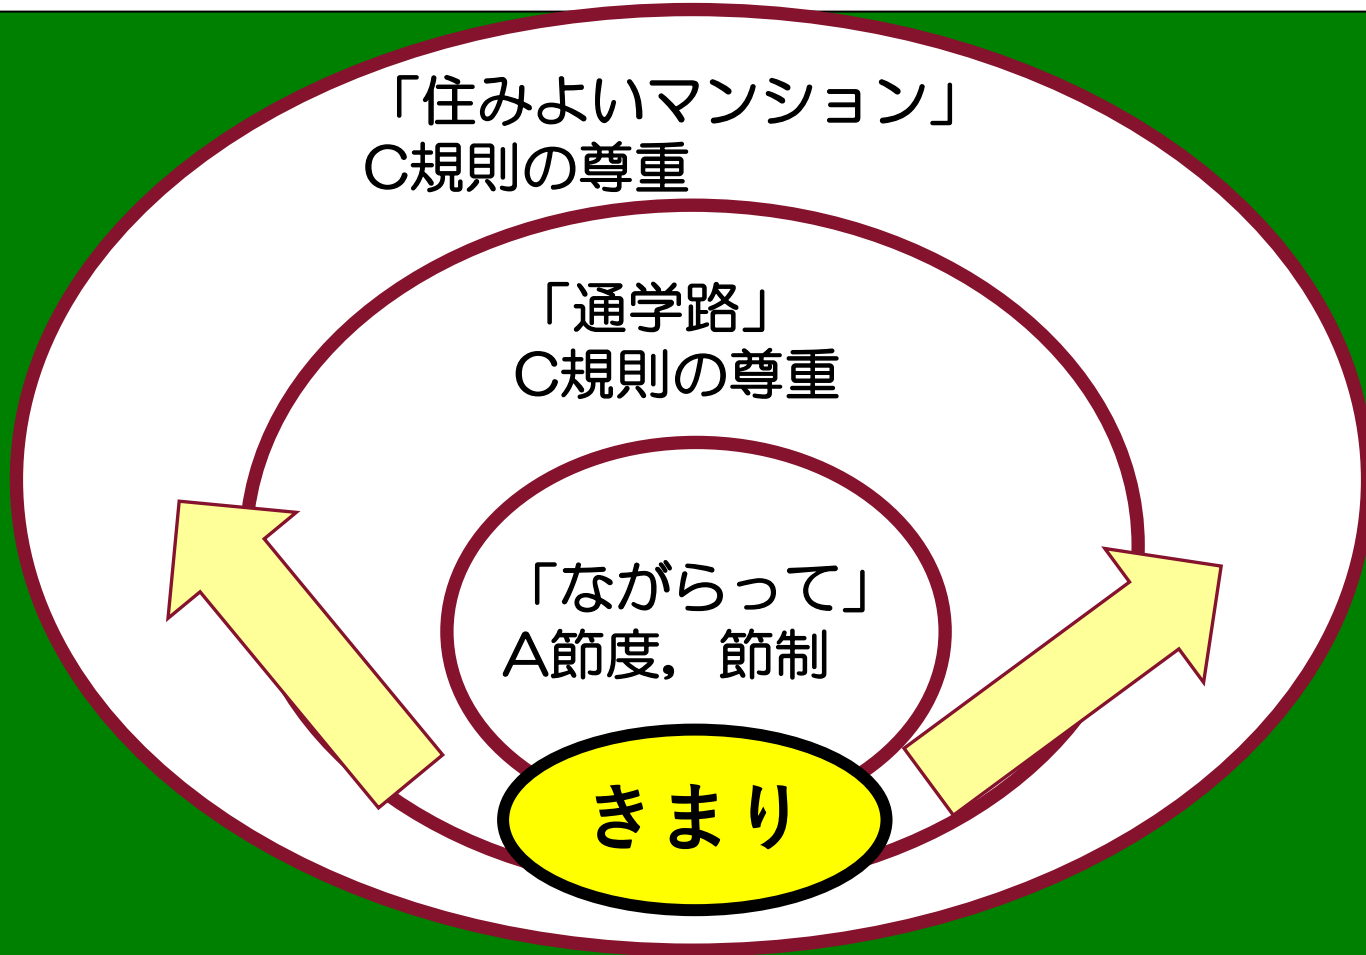 「住みよいマンション」
C規則の尊重
「通学路」
C規則の尊重
「ながらって」
A節度，節制
きまり